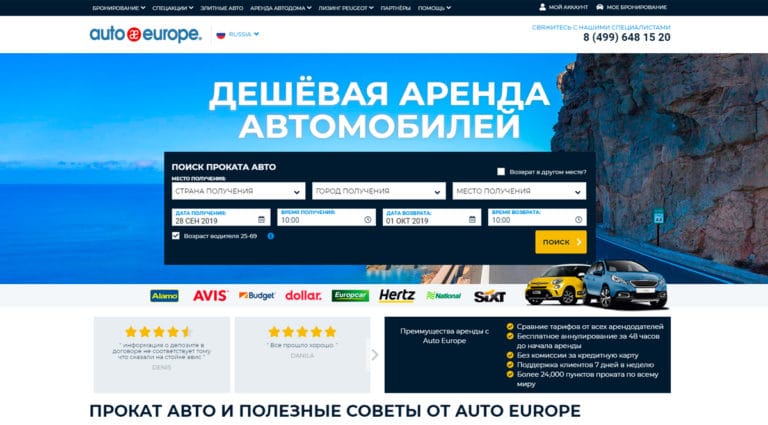 БРОНИРОВАНИЕ СПЕЦАКЦИИ ЭЛИТНЫЕ АВТО АРЕНДА АВТОДОМА ЛИЗИНГ PEUGEOT ПАРТНЁРЫ ПОМОЩЬ МОЙ АККАУНТ МОЕ БРОНИРОВАНИЕ
auto europe. RUSSIA
СВЯЖИТЕСЬ С НАШИМИ СПЕЦИАЛИСТАМИ
8 (499) 648 15 20
ДЕШЁВАЯ АРЕНДА
АВТОМОБИЛЕЙ
ПОИСК ПРОКАТА АВТО
Возврат в другом месте?
МЕСТО ПОЛУЧЕНИЯ:
СТРАНА ПОЛУЧЕНИЯ ГОРОД ПОЛУЧЕНИЯ МЕСТО ПОЛУЧЕНИЯ
ДАТА ПОЛУЧЕНИЯ: ВРЕМЯ ПОЛУЧЕНИЯ: ДАТА ВОЗВРАТА: ВРЕМЯ ВОЗВРАТА:
28 СЕН 2019 10:00 01 ОКТ 2019 10:00
Возраст водителя 25-69
ПОИСК
Alamo AVIS Budget dollar. Europcar Hertz National SIXT
" информация о депозите в
договоре не соответствует тому
что сказали на стойке авис "
DENIS
" Все прошло хорошо. "
DANILA
Преимущества аренды с
Auto Europe
Сравние тарифов от всех арендодателей
Бесплатное аннулирование за 48 часов
до начала аренды
Без комиссии за кредитную карту
Поддержка клиентов 7 дней в неделю
Более 24,000 пунктов проката по всему
миру
ПРОКАТ АВТО И ПОЛЕЗНЫЕ СОВЕТЫ ОТ AUTO EUROPE